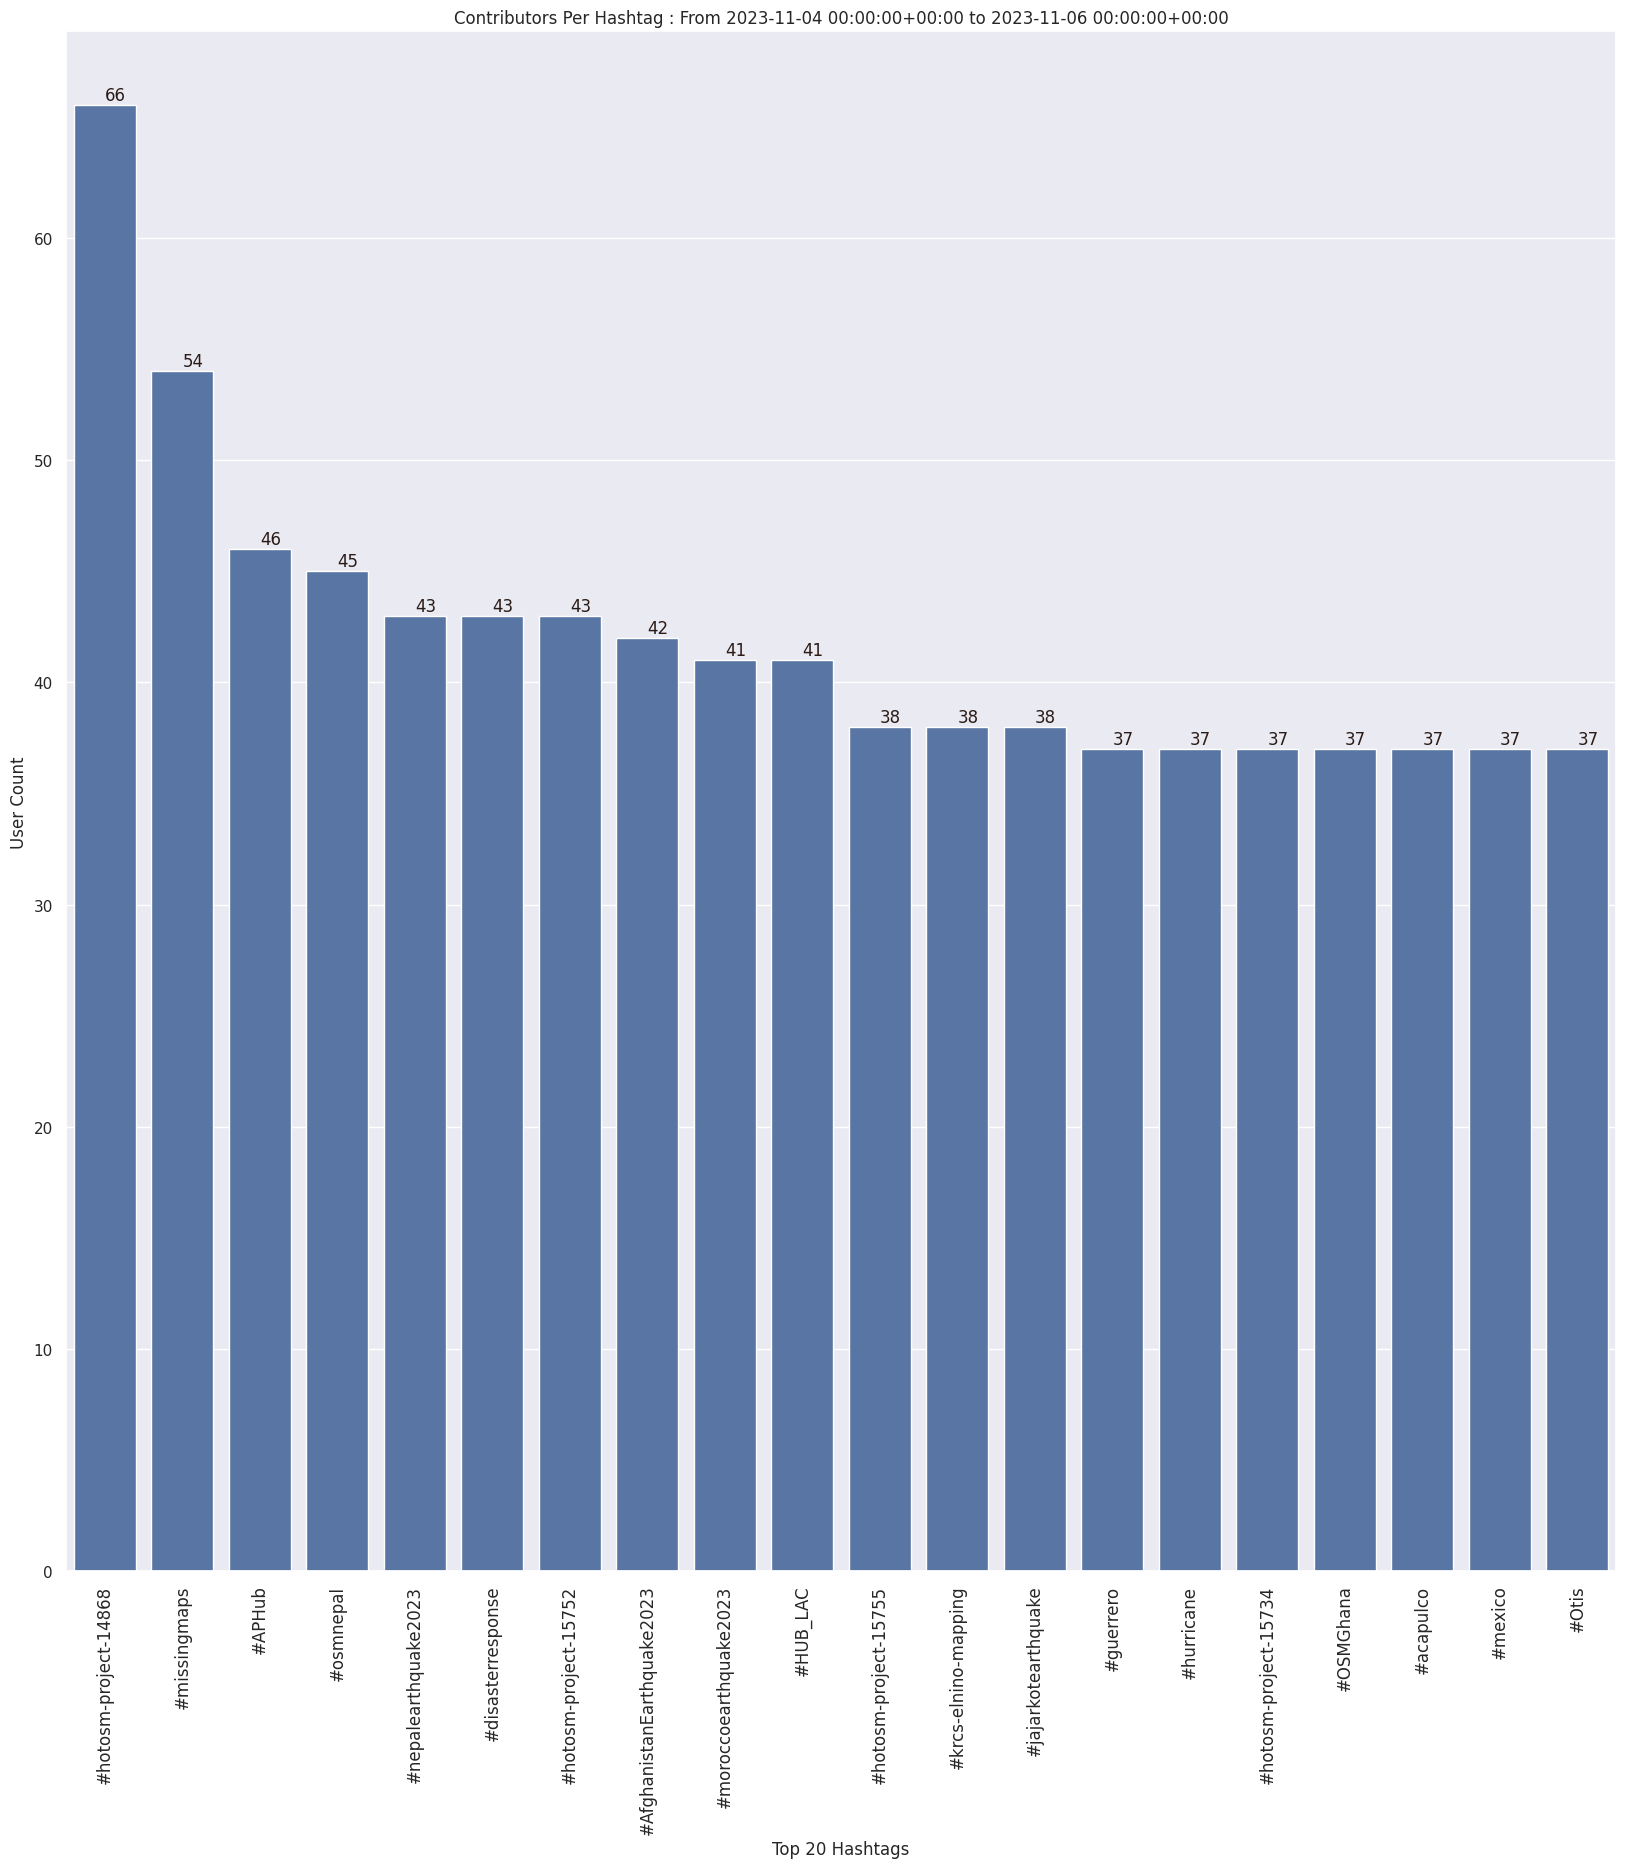 Contributors Per Hashtag : From 2023-11-04 00:00:00+00:00 to 2023-11-06 00:00:00+00:00
66
54
46
45
43
43
43
42
41
41
38
38
38
37
37
37
37
37
37
37
60
50
40
30
20
10
0
User Count
#hotosm-project-14868
#missingmaps
#APHub
#osmnepal
#nepalearthquake2023
#disasterresponse
#hotosm-project-15752
#AfghanistanEarthquake2023
#moroccoearthquake2023
#HUB_LAC
#hotosm-project-15755
#krcs-elnino-mapping
#jajarkotearthquake
#guerrero
#hurricane
#hotosm-project-15734
#OSMGhana
#acapulco
#mexico
#Otis
Top 20 Hashtags